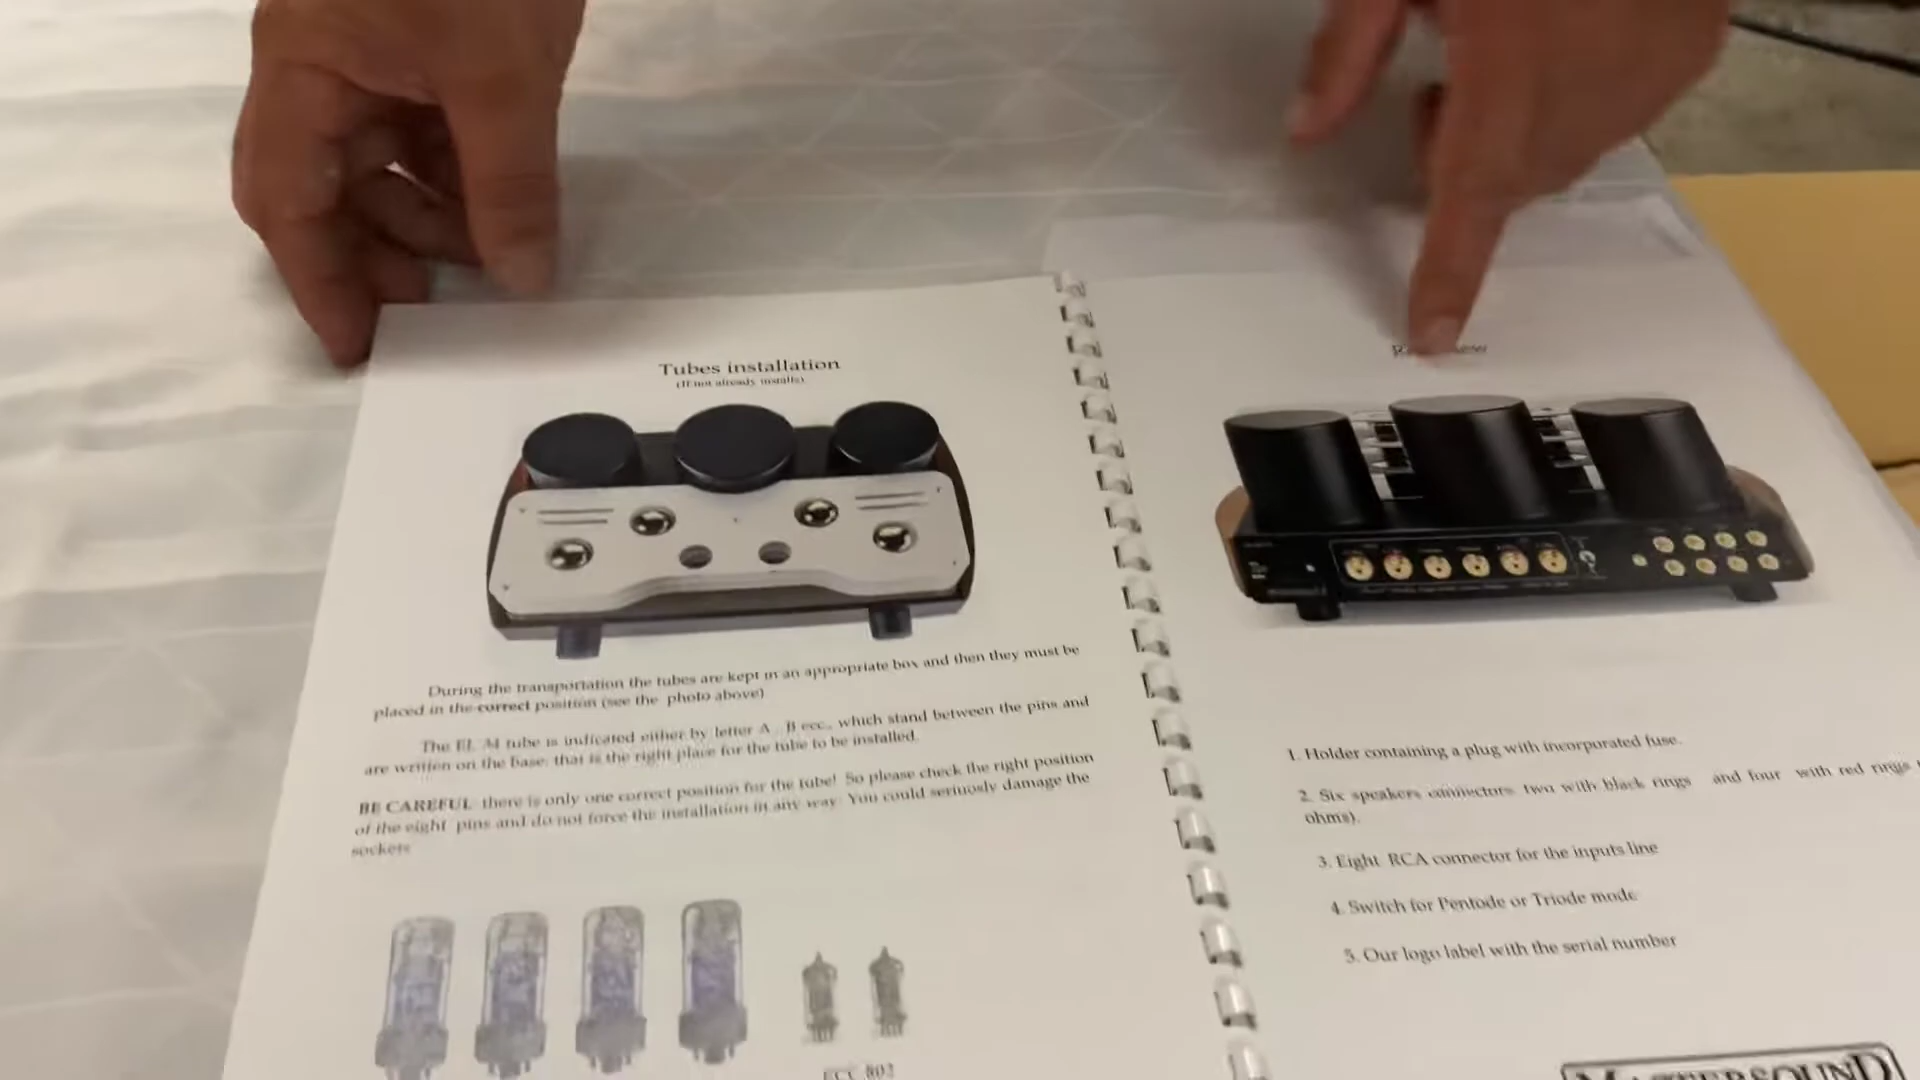 Tubes installation
(If not already installs)
During the transportation the tubes are kept in an appropriate box and then they must be
placed in the correct position (see the photo above)
The EL 34 tube is indicated either by letter A , B ecc., which stand between the pins and
are written on the base: that is the right place for the tube to be installed.
BE CAREFUL there is only one correct position for the tube! So please check the right position
of the eight pins and do not force the installation in any way. You could seriuosly damage the
sockets
ECC 802
1. Holder containing a plug with incorporated fuse.
2. Six speakers connectors two with black rings and four with red rings
ohms).
3. Eight RCA connector for the inputs line
4. Switch for Pentode or Triode mode
5. Our logo label with the serial number
MASTERSOUND